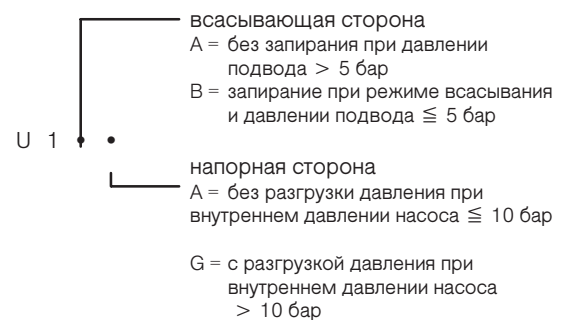 всасывающая сторона
A = без запирания при давлении
подвода > 5 бар
B = запирание при режиме всасывания
и давлении подвода ≦ 5 бар
U 1 • •
напорная сторона
A = без разгрузки давления при
внутреннем давлении насоса ≦ 10 бар
G = с разгрузкой давления при
внутреннем давлении насоса
> 10 бар